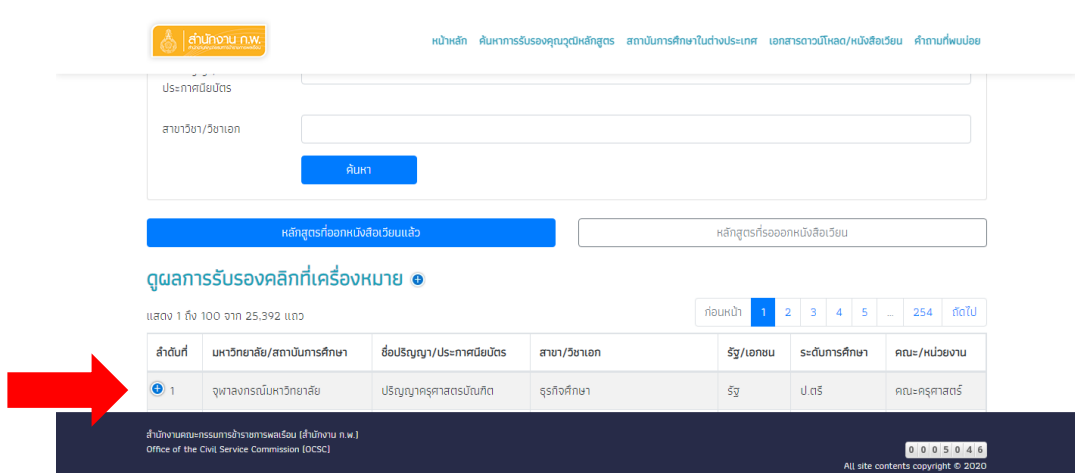 สำนักงาน ก.พ.
หน้าหลัก ค้นหาการรับรองคุณวุฒิหลักสูตร สถาบันการศึกษาในต่างประเทศ เอกสารดาวน์โหลด/หนังสือเวียน คำถามที่พบบ่อย
ประกาศนียบัตร
สาขาวิชา/วิชาเอก
ค้นหา
หลักสูตรที่ออกหนังสือเวียนแล้ว หลักสูตรที่รอออกหนังสือเวียน
ดูผลการรับรองคลิกที่เครื่องหมาย
แสดง 1 ถึง 100 จาก 25,392 แถว
ก่อนหน้า 1 2 3 4 5 ... 254 ถัดไป
ลำดับที่ มหาวิทยาลัย/สถาบันการศึกษา ชื่อปริญญา/ประกาศนียบัตร สาขา/วิชาเอก รัฐ/เอกชน ระดับการศึกษา คณะ/หน่วยงาน
1 จุฬาลงกรณ์มหาวิทยาลัย ปริญญาครุศาสตรบัณฑิต ธุรกิจศึกษา รัฐ ป.ตรี คณะครุศาสตร์
สำนักงานคณะกรรมการข้าราชการพลเรือน (สำนักงาน ก.พ.)
Office of the Civil Service Commission (OCSC)
0 0 0 5 0 4 6
All site contents copyright © 2020